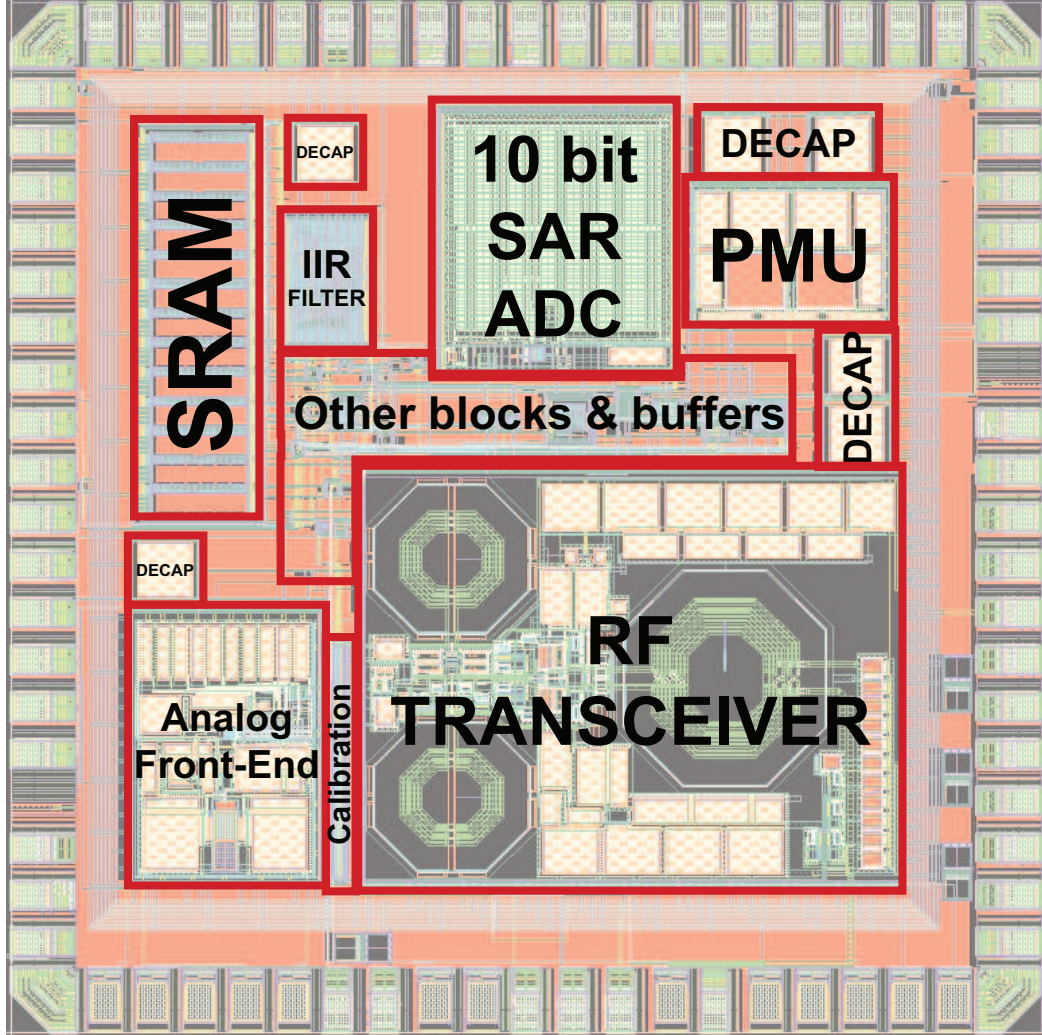 DECAP
10 bit
SAR
ADC
DECAP
SRAM
IIR
FILTER
PMU
DECAP
Other blocks & buffers
DECAP
RF
TRANSCEIVER
Analog
Front-End
Calibration